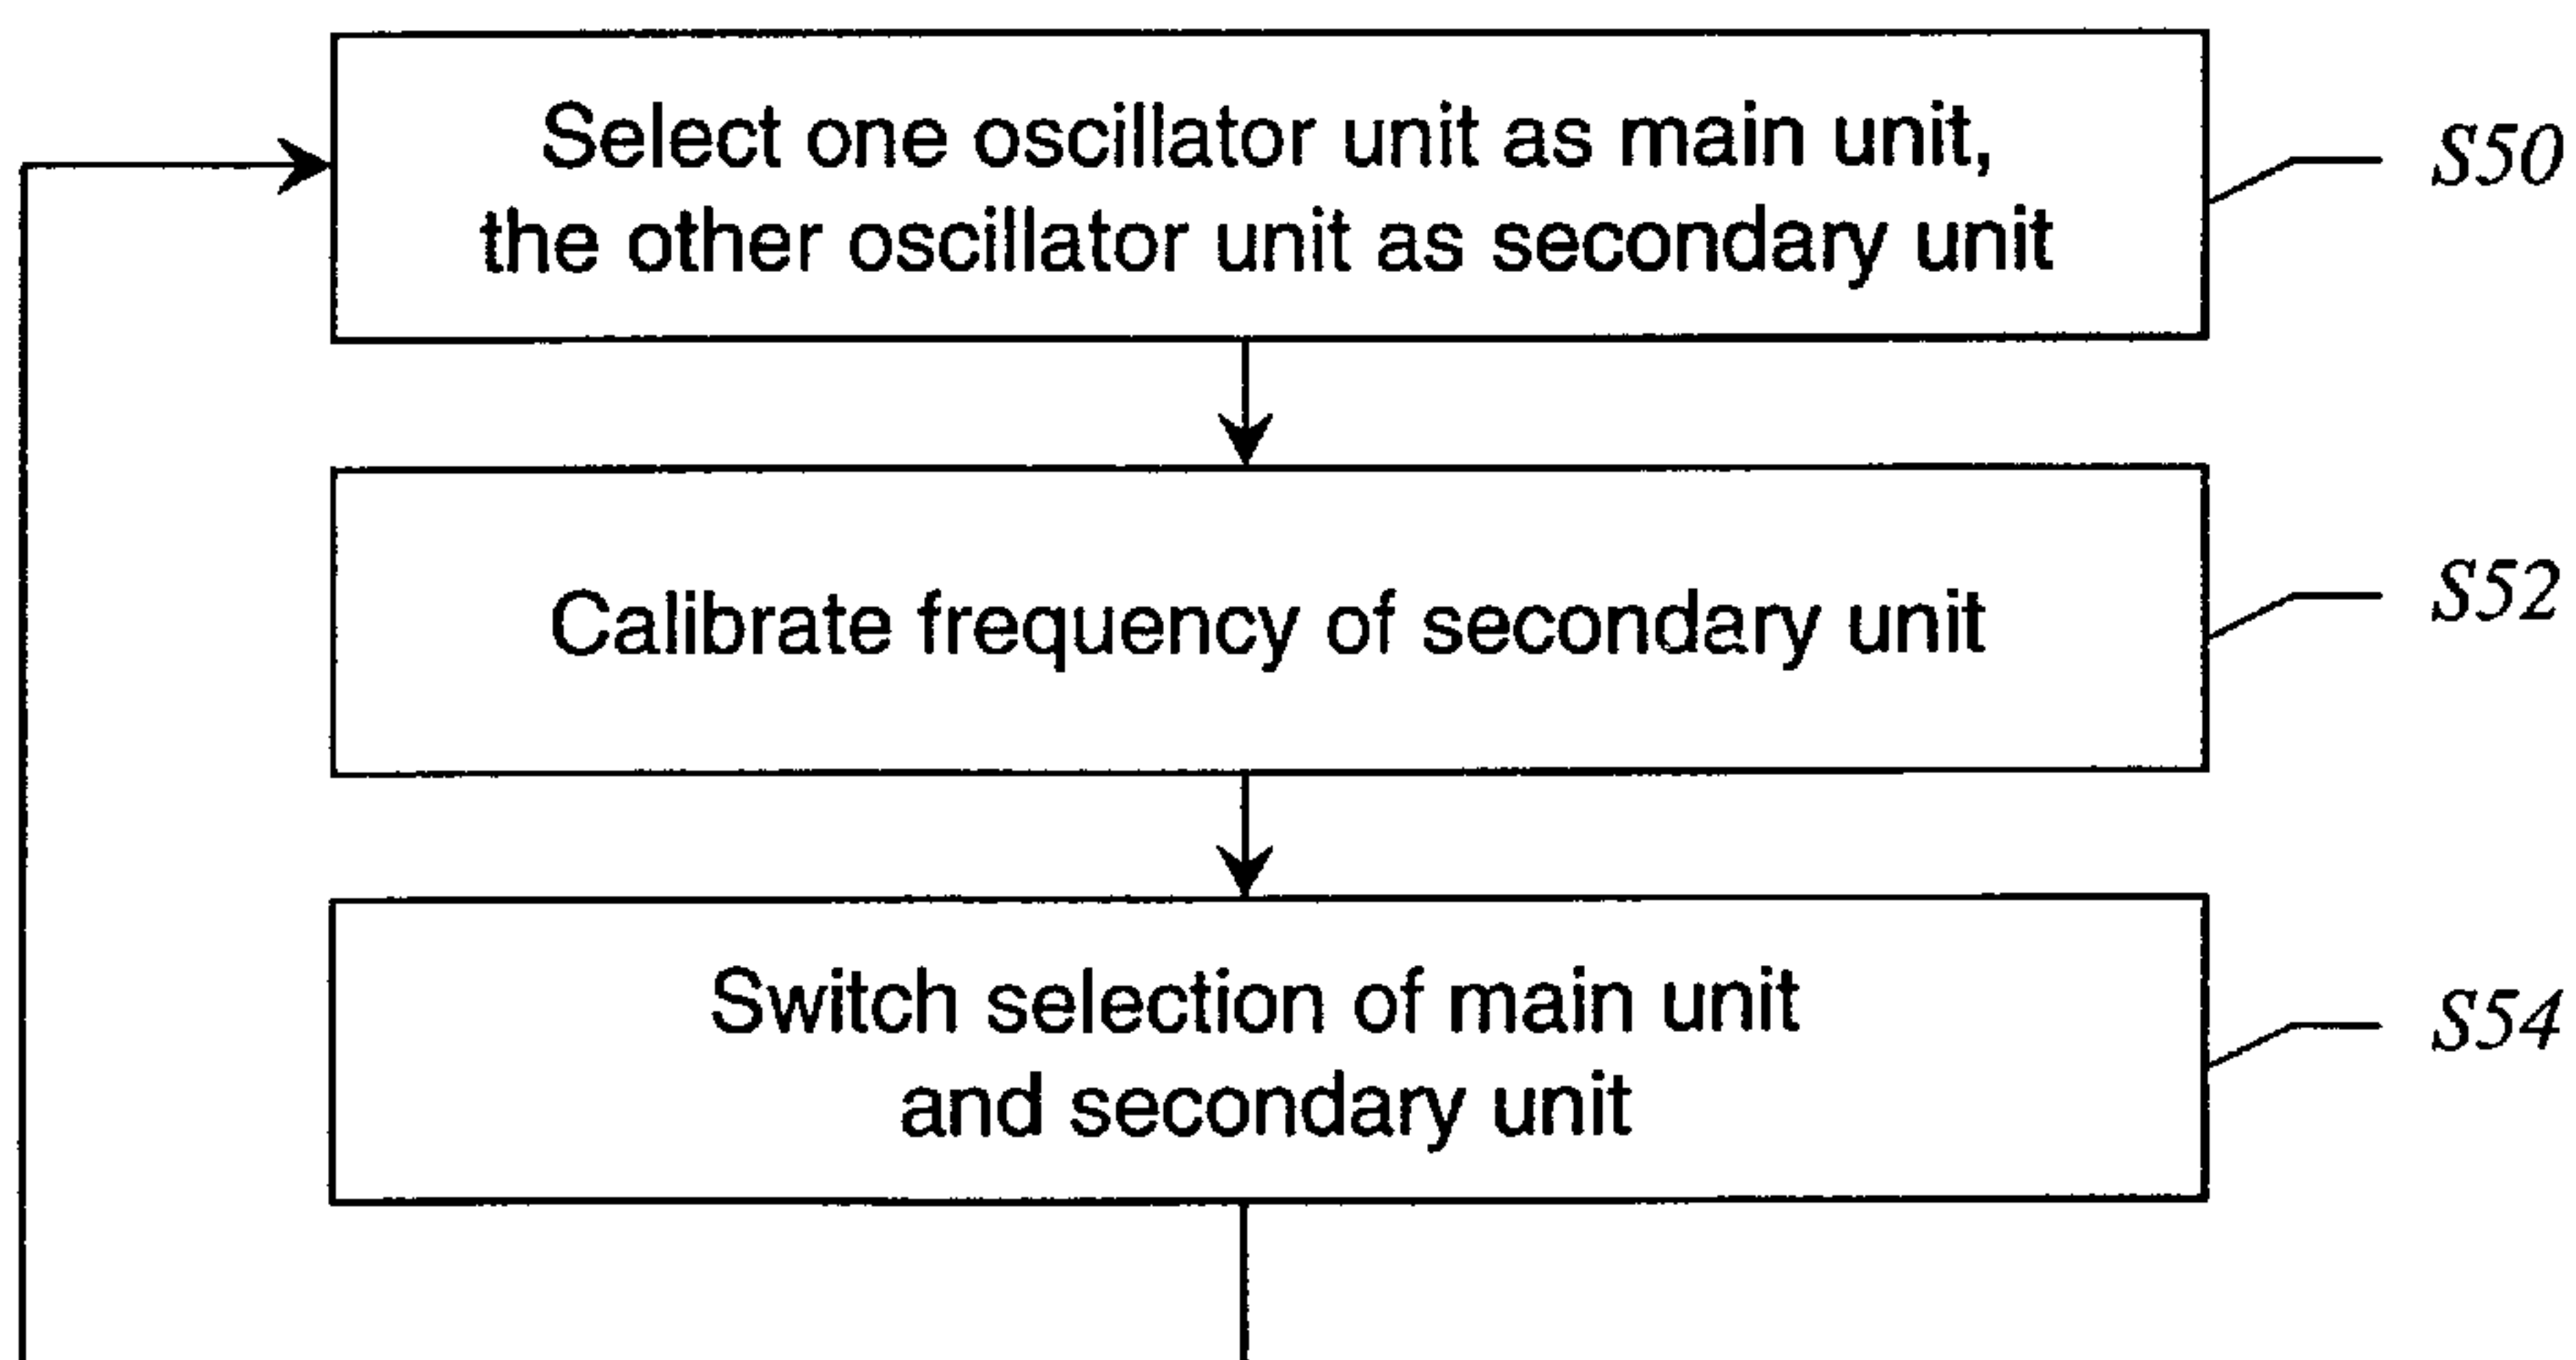 Select one oscillator unit as main unit,
the other oscillator unit as secondary unit
S50
Calibrate frequency of secondary unit
S52
Switch selection of main unit
and secondary unit
S54